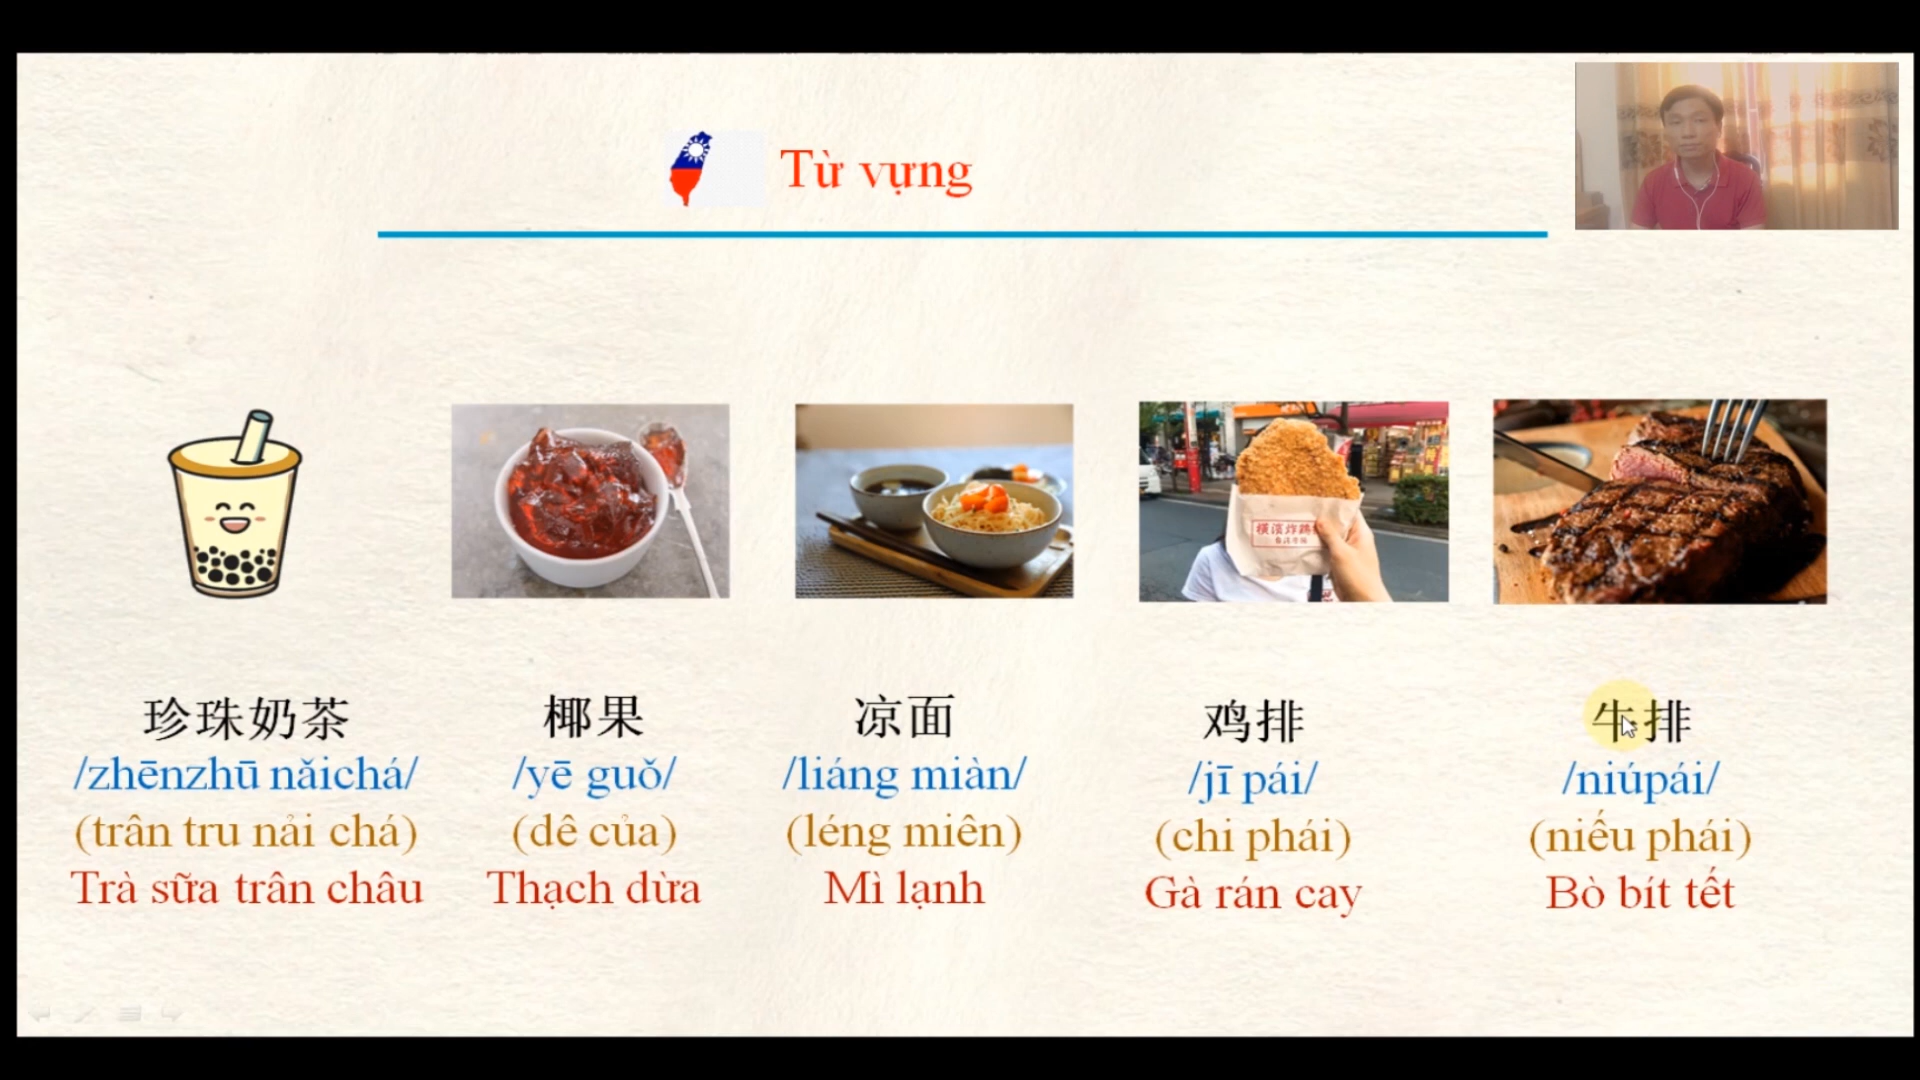 Từ vựng
珍珠奶茶
/zhēnzhū nǎichá/
(trân tru nải chá)
Trà sữa trân châu
椰果
/yē guǒ/
(dê của)
Thạch dừa
凉面
/liáng miàn/
(léng miên)
Mì lạnh
鸡排
/jī pái/
(chi phái)
Gà rán cay
牛排
/niúpái/
(niếu phái)
Bò bít tết